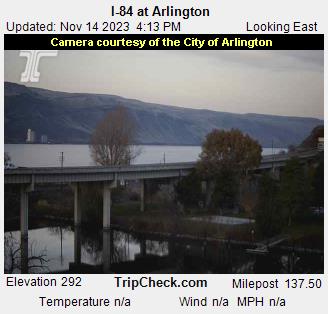 I-84 at Arlington
Updated: Nov 14 2023 4:13 PM Looking East
Camera courtesy of the City of Arlington
Elevation 292 TripCheck.com Milepost 137.50
Temperature n/a Wind n/a MPH n/a